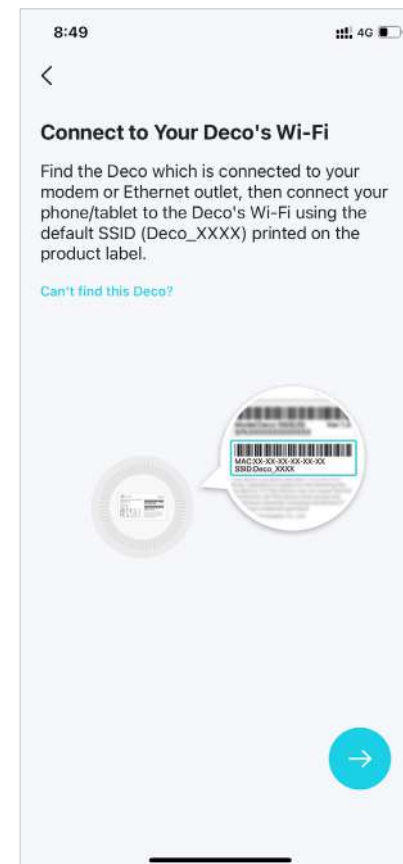 8:49
4G
Connect to Your Deco's Wi-Fi
Find the Deco which is connected to your
modem or Ethernet outlet, then connect your
phone/tablet to the Deco's Wi-Fi using the
default SSID (Deco_XXXX) printed on the
product label.
Can't find this Deco?
MAC:XX-XX-XX-XX-XX-XX
SSID:Deco_XXXX